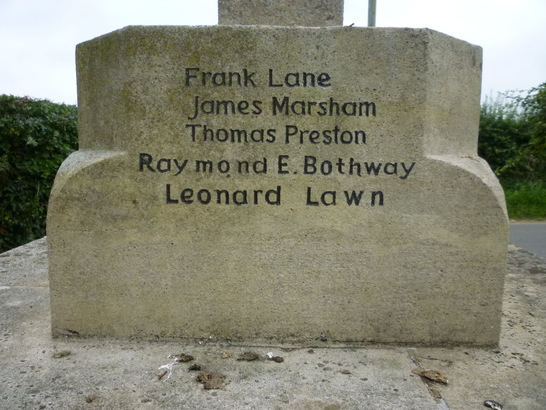 Frank Lane
James Marsham
Thomas Preston
Raymond E. Bothway
Leonard Lawn